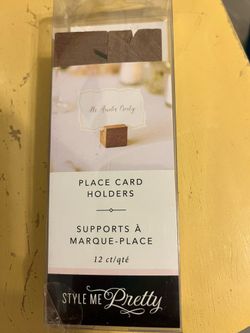 PLACE CARD
HOLDERS
SUPPORTS À
MARQUE-PLACE
12 ct/qté
STYLE ME Pretty